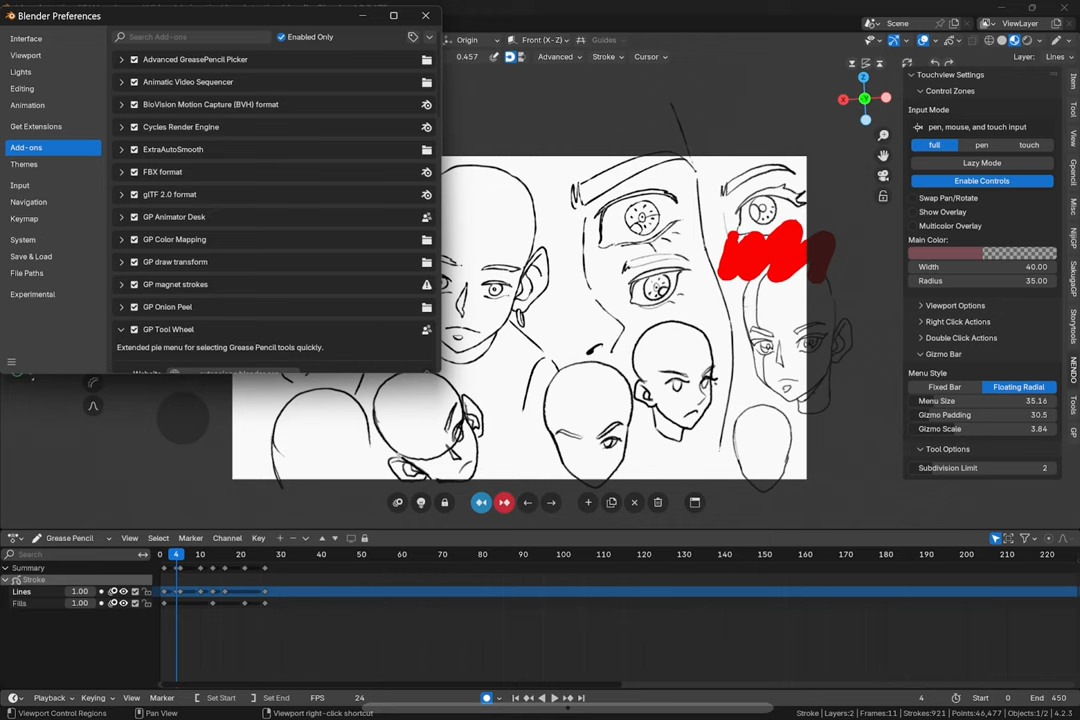 Blender Preferences
Interface
Viewport
Lights
Editing
Animation
Get Extensions
Add-ons
Themes
Input
Navigation
Keymap
System
Save & Load
File Paths
Experimental
Search Add-ons
Enabled Only
Advanced GreasePencil Picker
Animatic Video Sequencer
BioVision Motion Capture (BVH) format
Cycles Render Engine
ExtraAutoSmooth
FBX format
glTF 2.0 format
GP Animator Desk
GP Color Mapping
GP draw transform
GP magnet strokes
GP Onion Peel
GP Tool Wheel
Extended pie menu for selecting Grease Pencil tools quickly.
Origin
Front (X-Z)
Guides
0.457
Advanced
Stroke
Cursor
Scene
ViewLayer
Layer: Lines
Z
X
Y
Touchview Settings
Control Zones
Input Mode
pen, mouse, and touch input
full pen touch
Lazy Mode
Enable Controls
Swap Pan/Rotate
Show Overlay
Multicolor Overlay
Main Color:
Width 40.00
Radius 35.00
Viewport Options
Right Click Actions
Double Click Actions
Gizmo Bar
Menu Style
Fixed Bar Floating Radial
Menu Size 35.16
Gizmo Padding 30.5
Gizmo Scale 3.84
Tool Options
Subdivision Limit 2
Item
Tool
View
Gpencil
Misc
NijiGP
SakugaGP
NENDO
Tools
GP
Grease Pencil
View
Select
Marker
Channel
Key
Search
0 4 10 20 30 40 50 60 70 80 90 100 110 120 130 140 150 160 170 180 190 200 210 220
Summary
Stroke
Lines 1.00
Fills 1.00
Playback
Keying
View
Marker
Set Start
Set End
FPS 24
4
Start 0
End 450
Viewport Control Regions
Pan View
Viewport right-click shortcut
Stroke | Layers:2 | Frames:11 | Strokes:921 | Points:46,477 | Objects:1/2 | 4.2.3